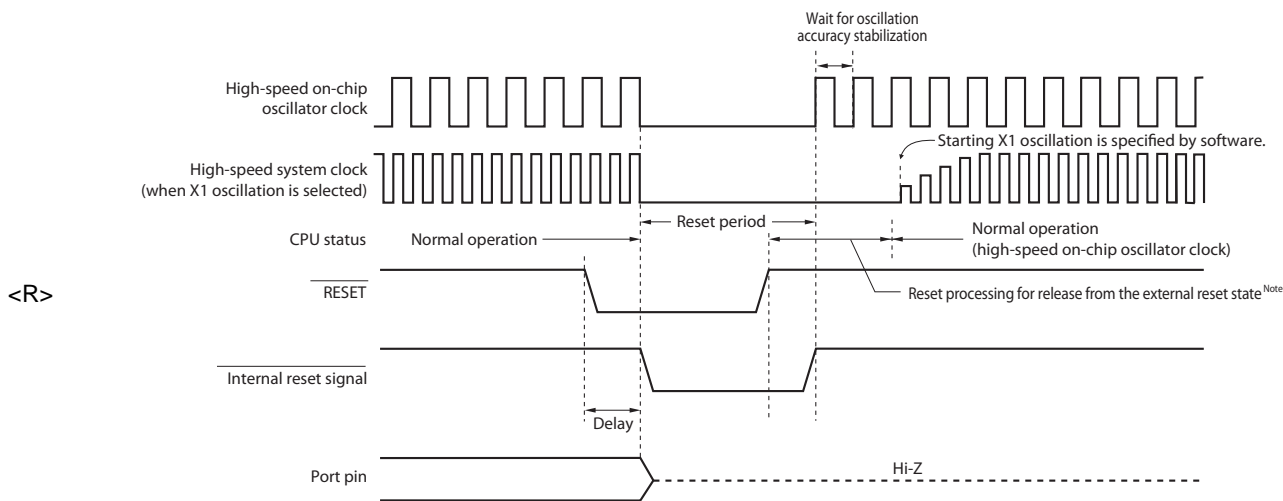 Wait for oscillation
accuracy stabilization
High-speed on-chip
oscillator clock
Starting X1 oscillation is specified by software.
High-speed system clock
(when X1 oscillation is selected)
Reset period
CPU status
Normal operation
Normal operation
(high-speed on-chip oscillator clock)
<R>
RESET
Reset processing for release from the external reset state Note
Internal reset signal
Delay
Port pin
Hi-Z